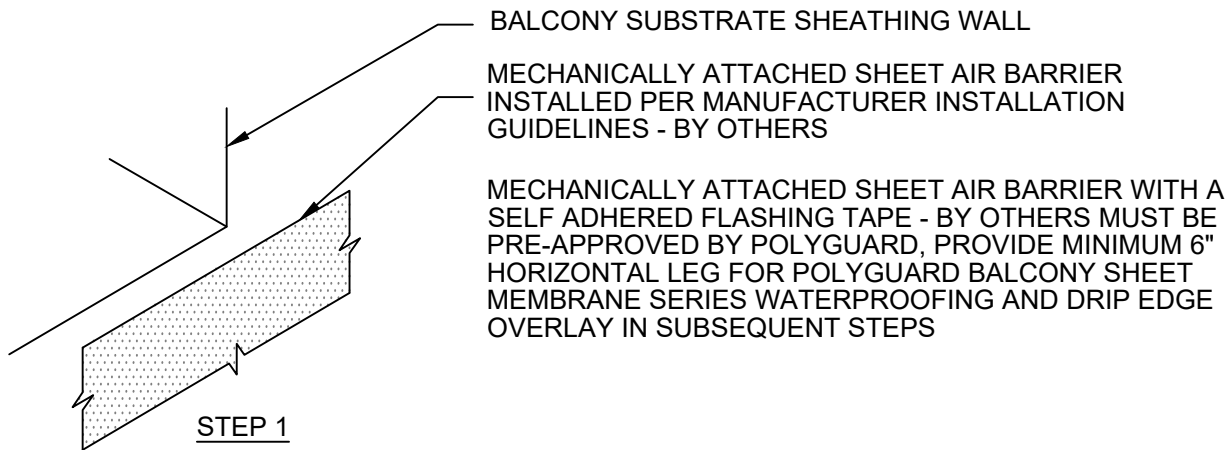 BALCONY SUBSTRATE SHEATHING WALL
MECHANICALLY ATTACHED SHEET AIR BARRIER
INSTALLED PER MANUFACTURER INSTALLATION
GUIDELINES - BY OTHERS
MECHANICALLY ATTACHED SHEET AIR BARRIER WITH A
SELF ADHERED FLASHING TAPE - BY OTHERS MUST BE
PRE-APPROVED BY POLYGUARD, PROVIDE MINIMUM 6"
HORIZONTAL LEG FOR POLYGUARD BALCONY SHEET
MEMBRANE SERIES WATERPROOFING AND DRIP EDGE
OVERLAY IN SUBSEQUENT STEPS
STEP 1